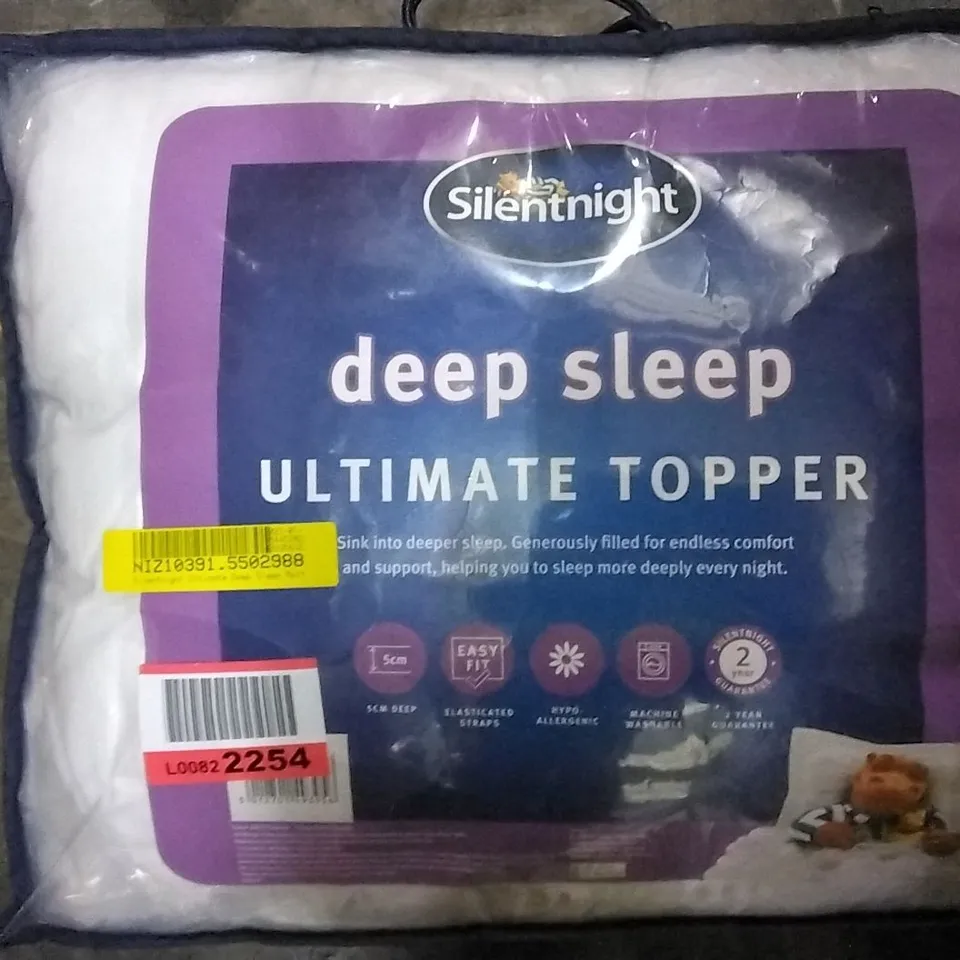 Silentnight
deep sleep
ULTIMATE TOPPER
Sink into deeper sleep. Generously filled for endless comfort
and support, helping you to sleep more deeply every night.
NIZ10391.5502988
5cm
EASY
FIT
SILENTNIGHT
2
year
GUARANTEE
5CM DEEP
ELASTICATED
STRAPS
HYPO-
ALLERGENIC
MACHINE
WASHABLE
2 YEAR
GUARANTEE
L0082 2254